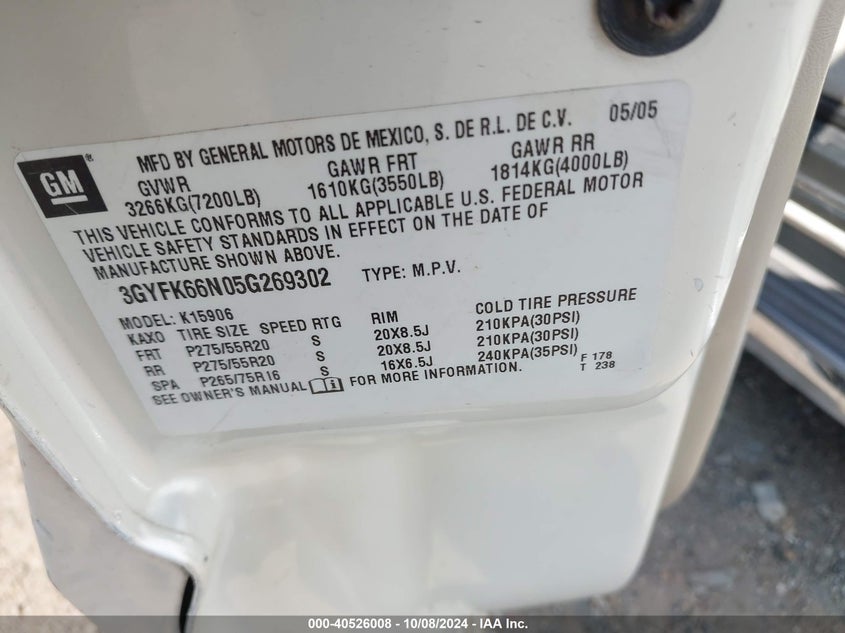 GM®
MFD BY GENERAL MOTORS DE MEXICO, S. DE R.L. DE C.V. 05/05
GVWR GAWR FRT GAWR RR
3266KG(7200LB) 1610KG(3550LB) 1814KG(4000LB)
THIS VEHICLE CONFORMS TO ALL APPLICABLE U.S. FEDERAL MOTOR
VEHICLE SAFETY STANDARDS IN EFFECT ON THE DATE OF
MANUFACTURE SHOWN ABOVE.
3GYFK66N05G269302 TYPE: M.P.V.
MODEL: K15906
KAXO TIRE SIZE SPEED RTG RIM COLD TIRE PRESSURE
FRT P275/55R20 S 20X8.5J 210KPA(30PSI)
RR P275/55R20 S 20X8.5J 210KPA(30PSI)
SPA P265/75R16 S 16X6.5J 240KPA(35PSI)
SEE OWNER'S MANUAL FOR MORE INFORMATION.
F 178
T 238
000-40526008 - 10/08/2024 - IAA Inc.